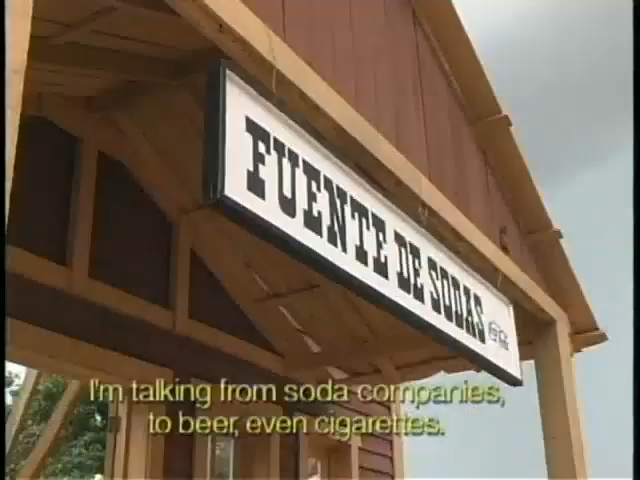 FUENTE DE SODAS
I'm talking from soda companies,
to beer, even cigarettes.